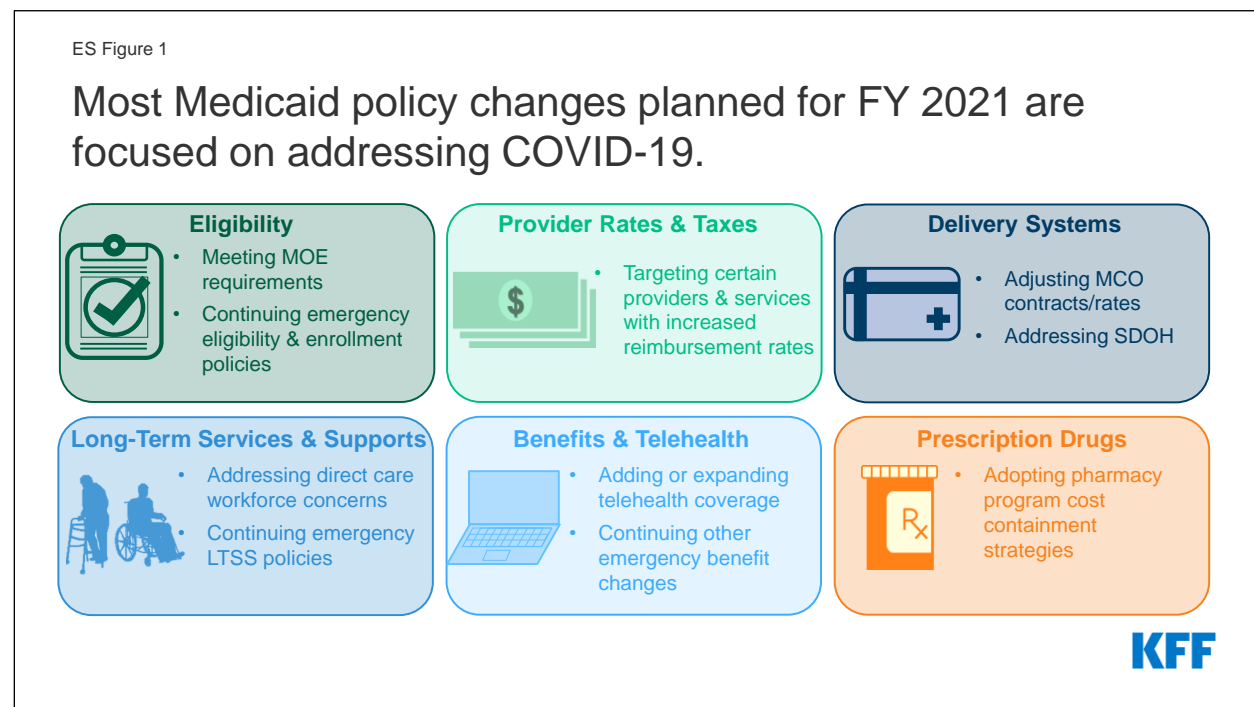 ES Figure 1
Most Medicaid policy changes planned for FY 2021 are
focused on addressing COVID-19.
Eligibility
• Meeting MOE
requirements
• Continuing emergency
eligibility & enrollment
policies
Provider Rates & Taxes
$
• Targeting certain
providers & services
with increased
reimbursement rates
Delivery Systems
• Adjusting MCO
contracts/rates
• Addressing SDOH
Long-Term Services & Supports
• Addressing direct care
workforce concerns
• Continuing emergency
LTSS policies
Benefits & Telehealth
• Adding or expanding
telehealth coverage
• Continuing other
emergency benefit
changes
Prescription Drugs
Rx
• Adopting pharmacy
program cost
containment
strategies
KFF